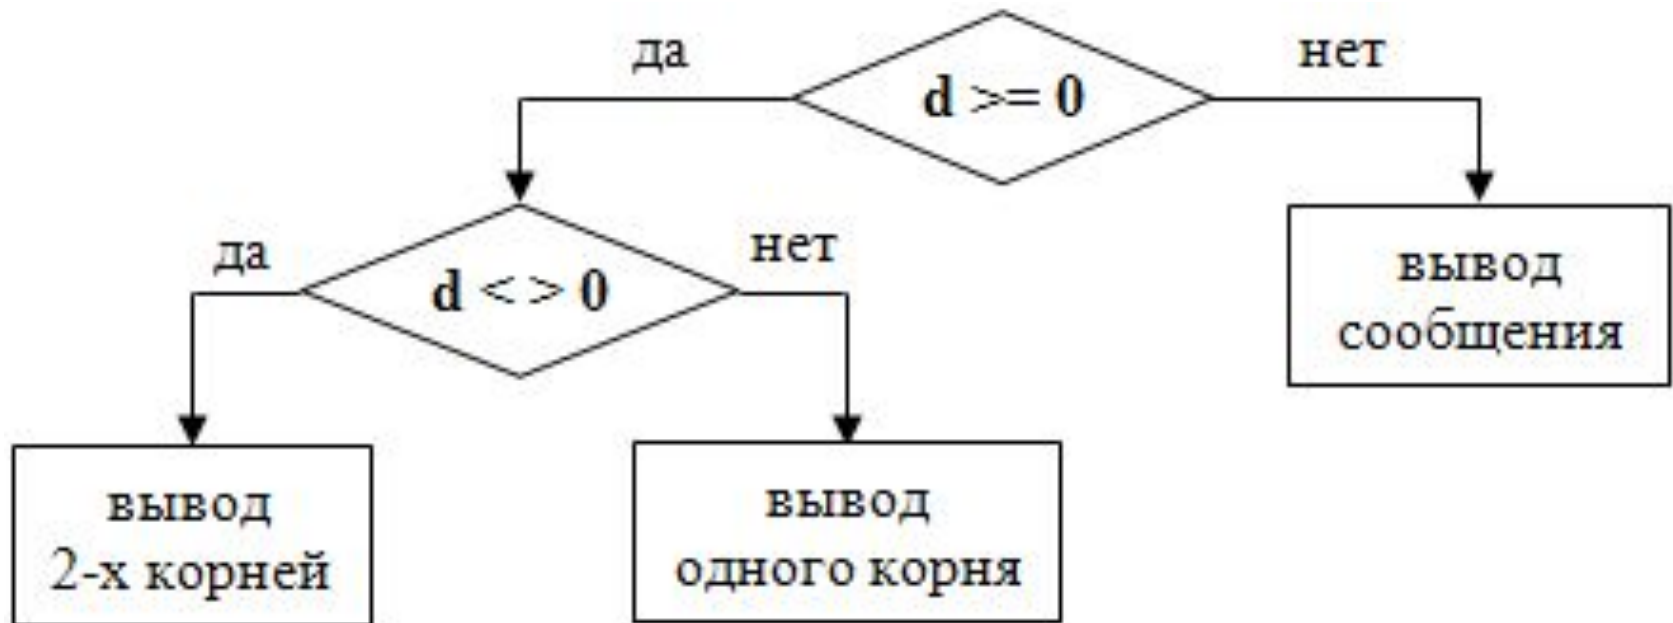 да
d >= 0
нет
да
d < > 0
нет
вывод
сообщения
вывод
2-х корней
вывод
одного корня